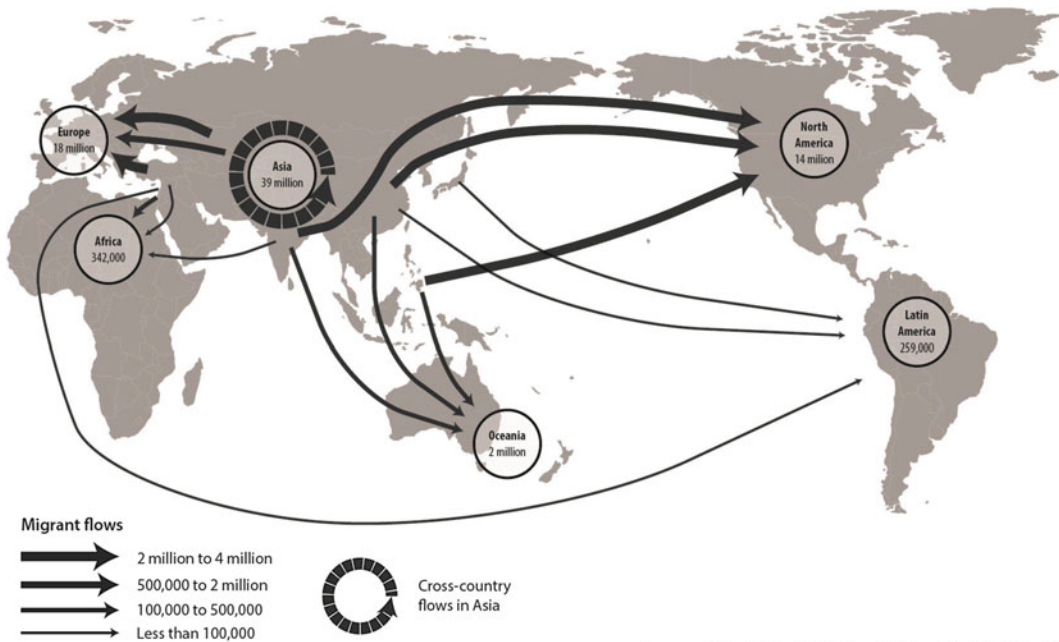 Europe
18 million
Asia
39 million
North
America
14 milion
Africa
342,000
Latin
America
259,000
Oceania
2 million
Migrant flows
2 million to 4 million
500,000 to 2 million
100,000 to 500,000
Less than 100,000
Cross-country
flows in Asia